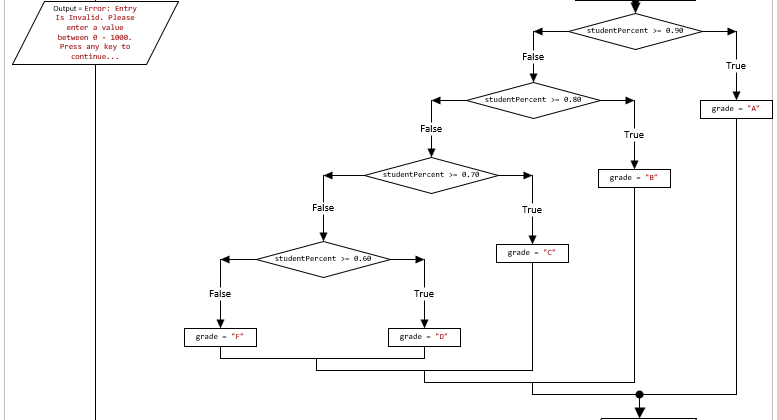 Output = Error: Entry
Is Invalid. Please
enter a value
between 0 - 1000.
Press any key to
continue...
studentPercent >= 0.90
False
True
studentPercent >= 0.80
grade = "A"
False
True
studentPercent >= 0.70
grade = "B"
False
True
studentPercent >= 0.60
grade = "C"
False
True
grade = "F"
grade = "D"